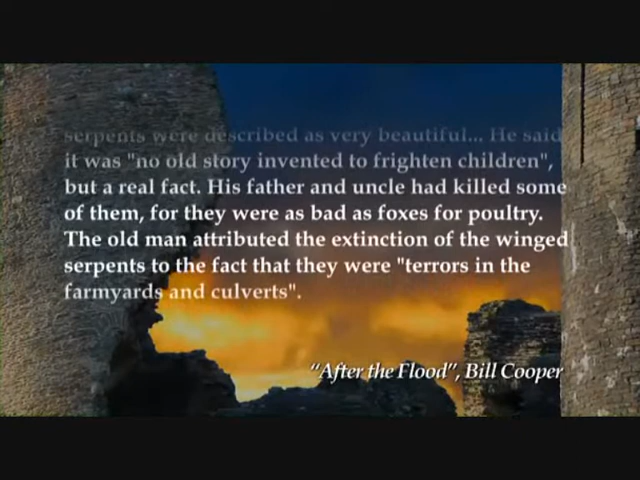 serpents were described as very beautiful... He said
it was "no old story invented to frighten children",
but a real fact. His father and uncle had killed some
of them, for they were as bad as foxes for poultry.
The old man attributed the extinction of the winged
serpents to the fact that they were "terrors in the
farmyards and culverts".
“After the Flood”, Bill Cooper